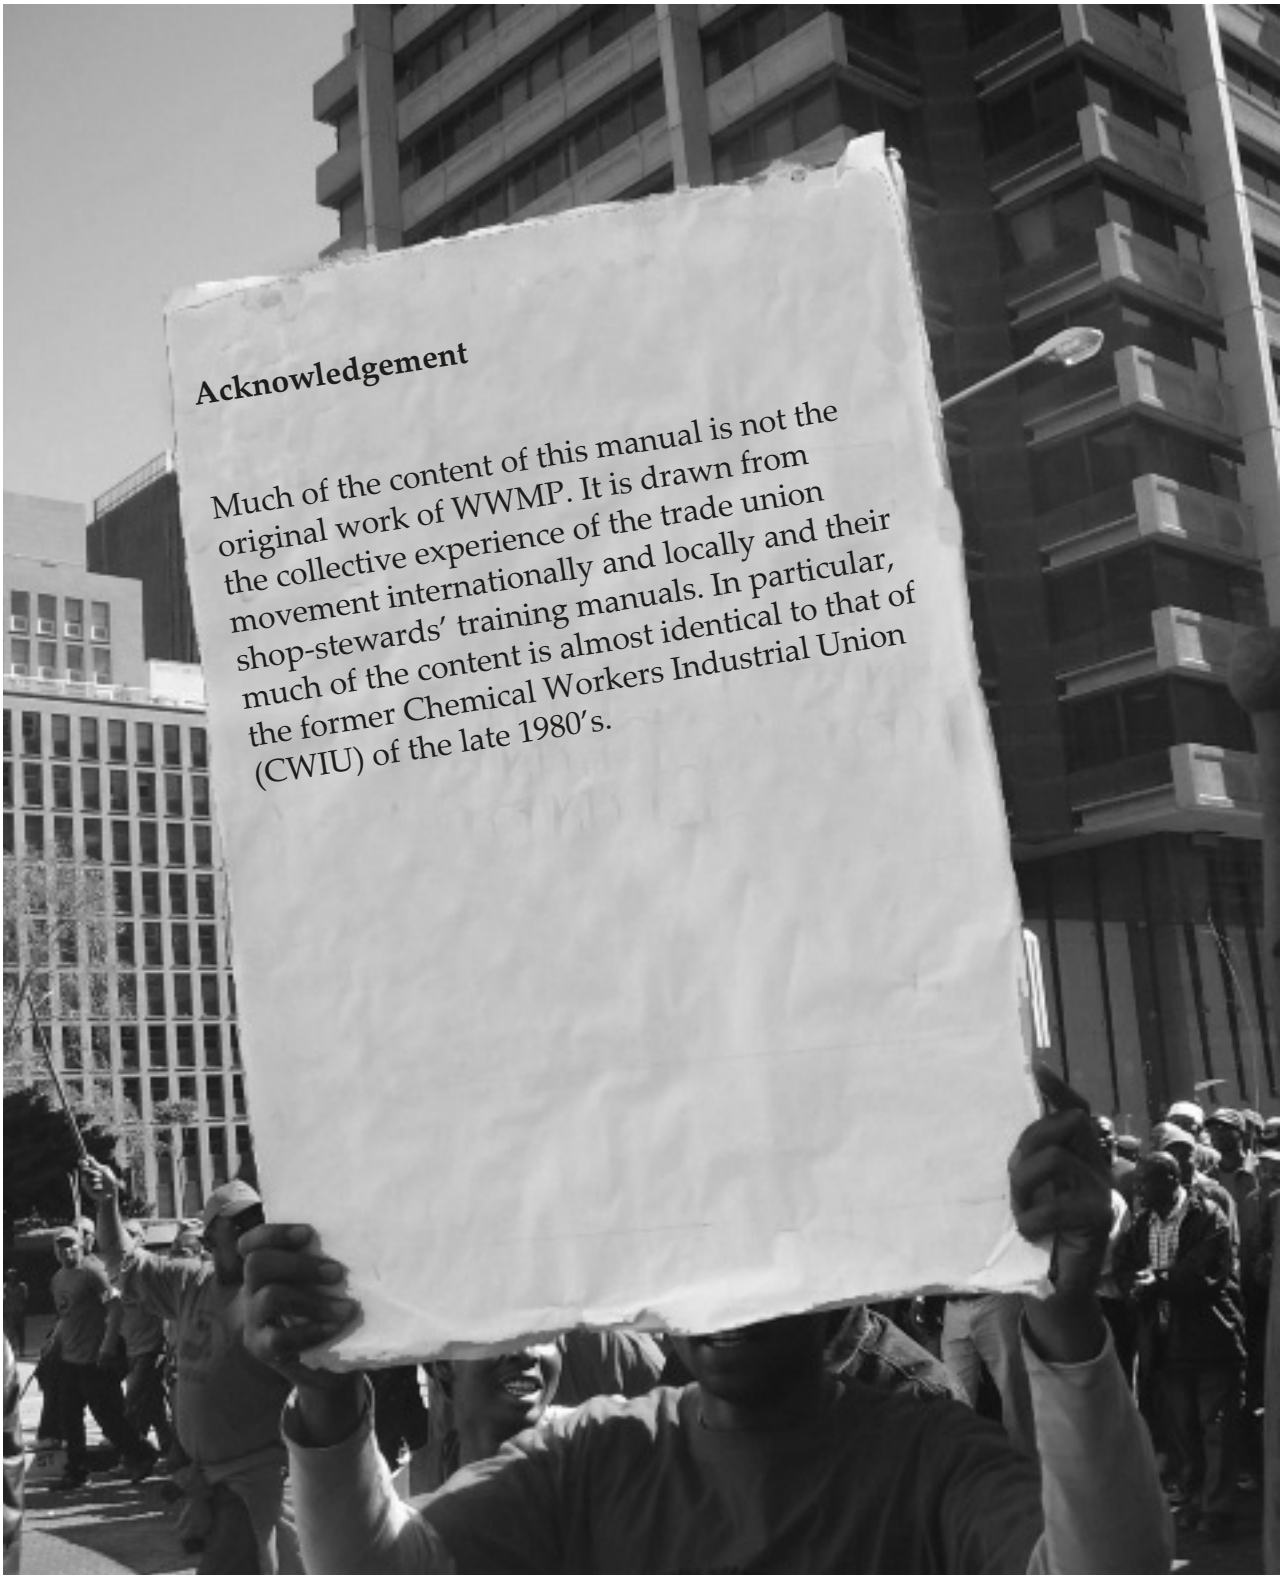 Acknowledgement
Much of the content of this manual is not the
original work of WWMP. It is drawn from
the collective experience of the trade union
movement internationally and locally and their
shop-stewards’ training manuals. In particular,
much of the content is almost identical to that of
the former Chemical Workers Industrial Union
(CWIU) of the late 1980’s.